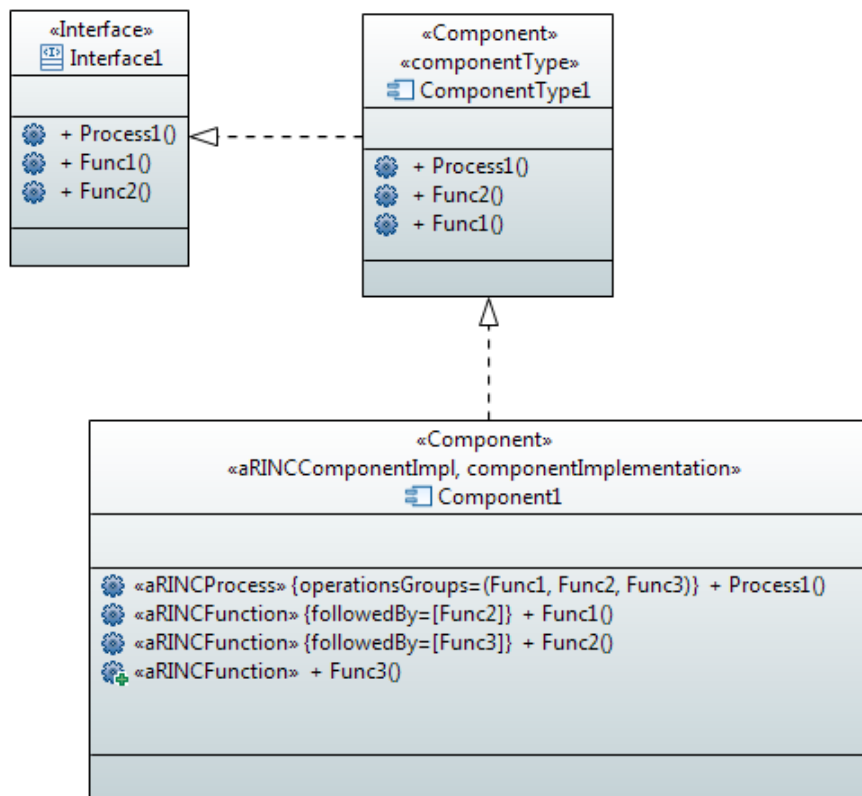 «Interface»
Interface1
+ Process1()
+ Func1()
+ Func2()
«Component»
«componentType»
ComponentType1
+ Process1()
+ Func2()
+ Func1()
«Component»
«aRINCComponentImpl, componentImplementation»
Component1
«aRINCProcess» {operationsGroups=(Func1, Func2, Func3)} + Process1()
«aRINCFunction» {followedBy=[Func2]} + Func1()
«aRINCFunction» {followedBy=[Func3]} + Func2()
«aRINCFunction» + Func3()